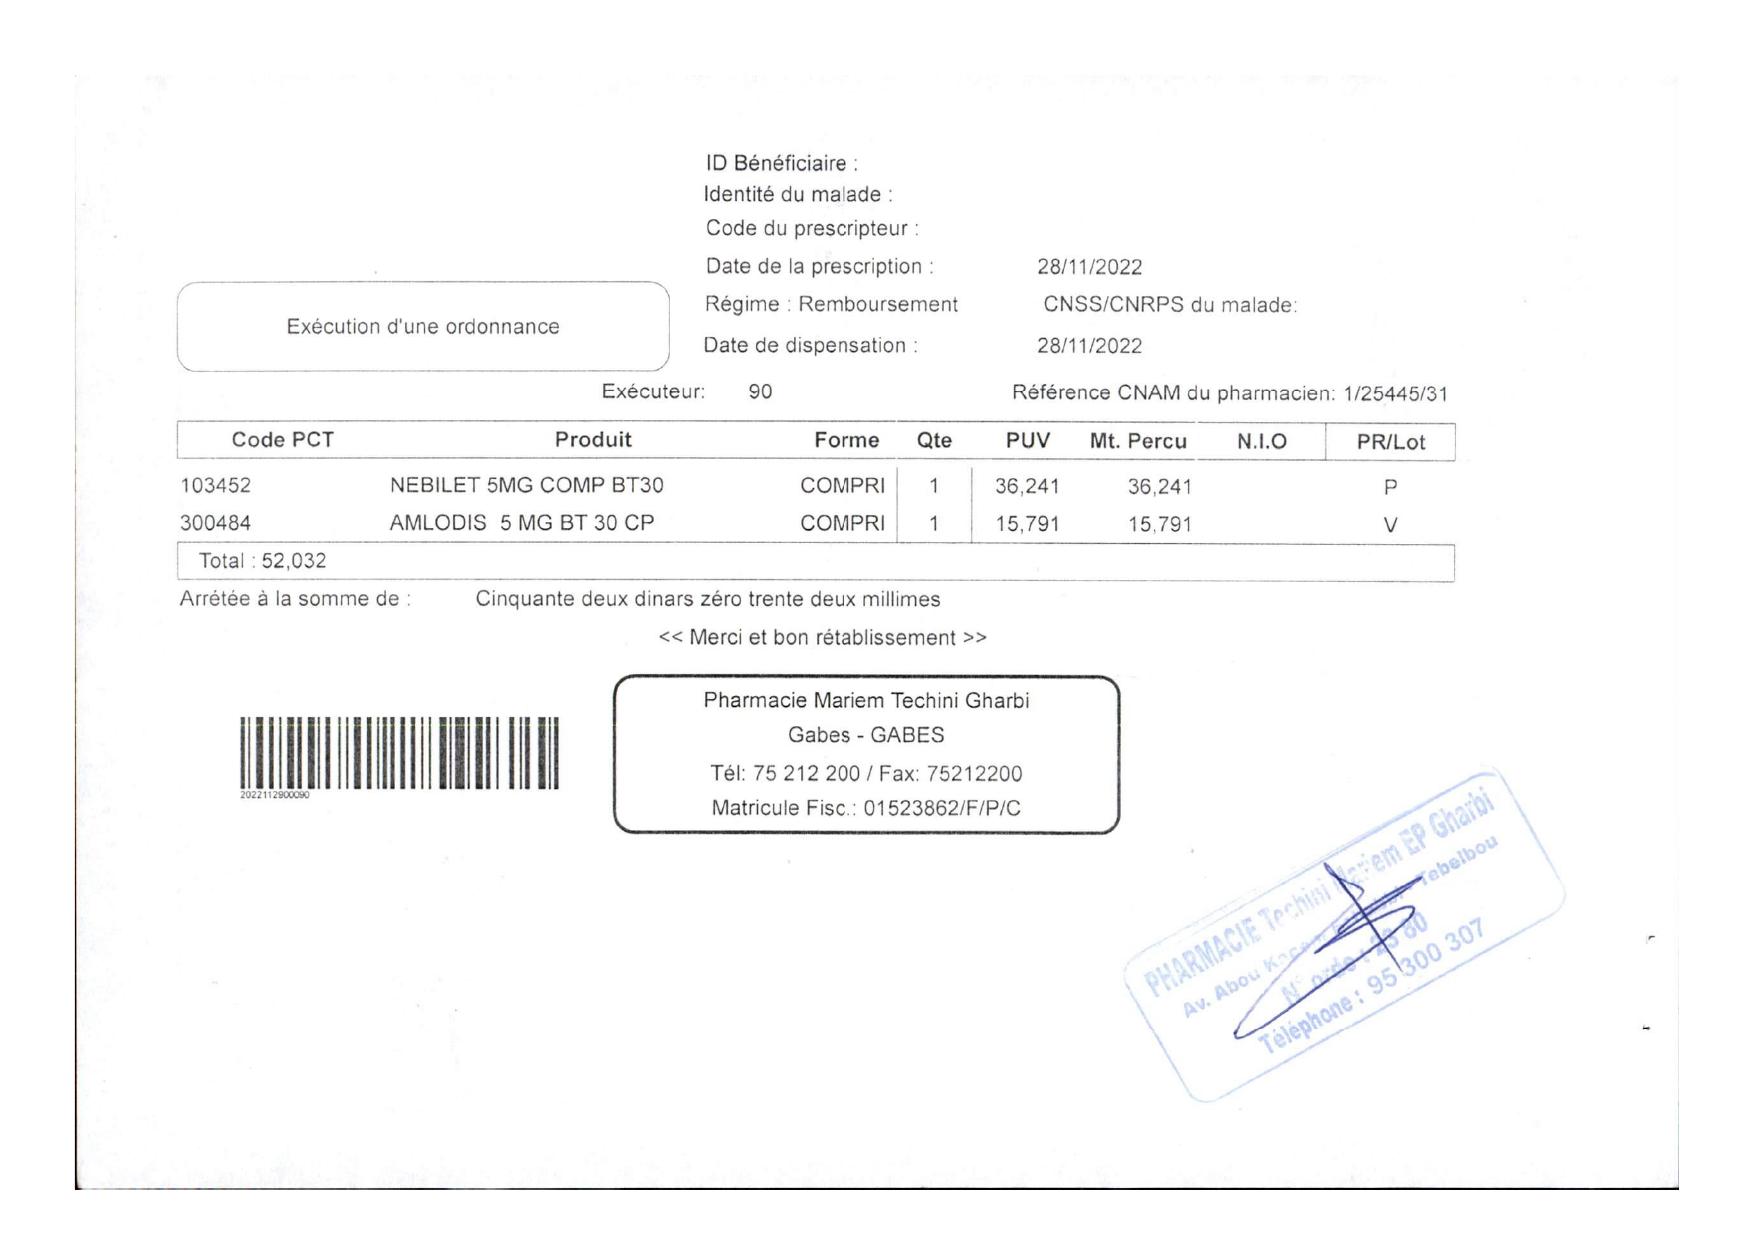 ID Bénéficiaire :
Identité du malade :
Code du prescripteur :
Date de la prescription : 28/11/2022
Exécution d'une ordonnance
Régime : Remboursement CNSS/CNRPS du malade:
Date de dispensation : 28/11/2022
Exécuteur: 90 Référence CNAM du pharmacien: 1/25445/31
Code PCT Produit Forme Qte PUV Mt. Percu N.I.O PR/Lot
103452 NEBILET 5MG COMP BT30 COMPRI 1 36,241 36,241 P
300484 AMLODIS 5 MG BT 30 CP COMPRI 1 15,791 15,791 V
Total : 52,032
Arrétée à la somme de : Cinquante deux dinars zéro trente deux millimes
<< Merci et bon rétablissement >>
Pharmacie Mariem Techini Gharbi
Gabes - GABES
Tél: 75 212 200 / Fax: 75212200
Matricule Fisc.: 01523862/F/P/C
2022112900090
PHARMACIE Techini Mariem EP Gharbi
Av. Abou Tebelbou
N° ordo :
Téléphone : 95 300 307